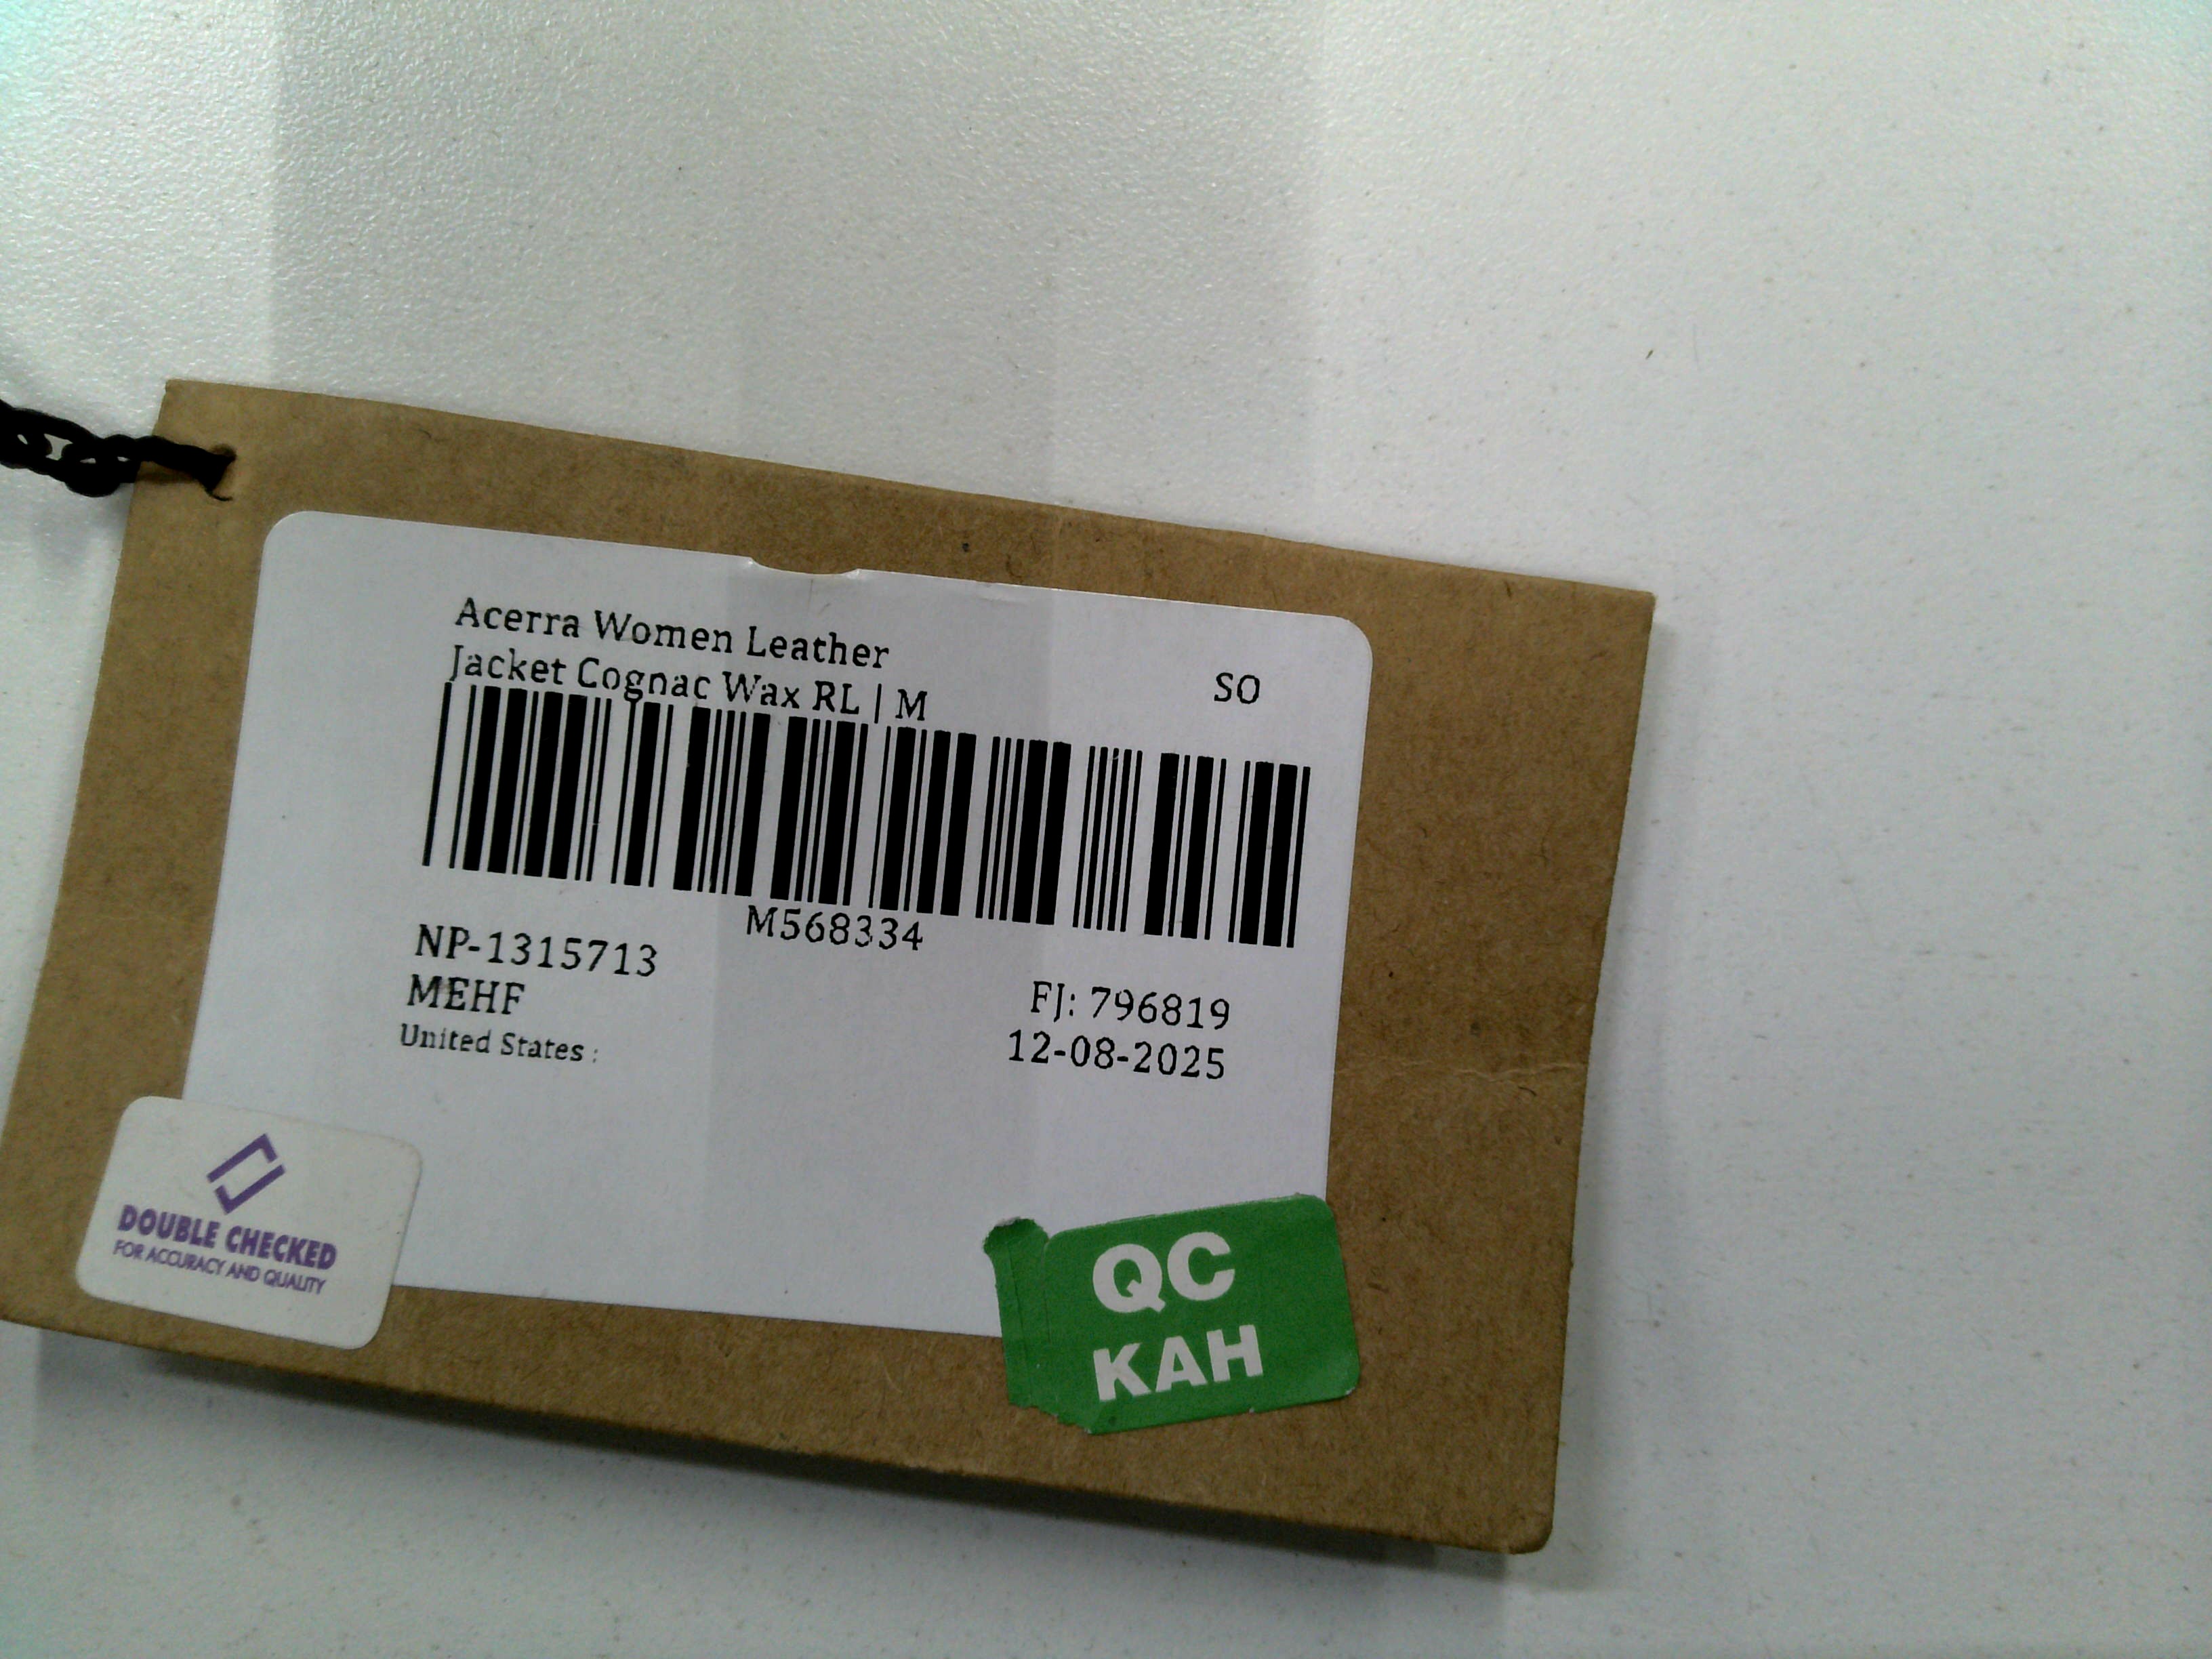 Acerra Women Leather
Jacket Cognac Wax RL | M
SO
M568334
NP-1315713
MEHF
United States :
FJ: 796819
12-08-2025
DOUBLE CHECKED
FOR ACCURACY AND QUALITY
QC
KAH